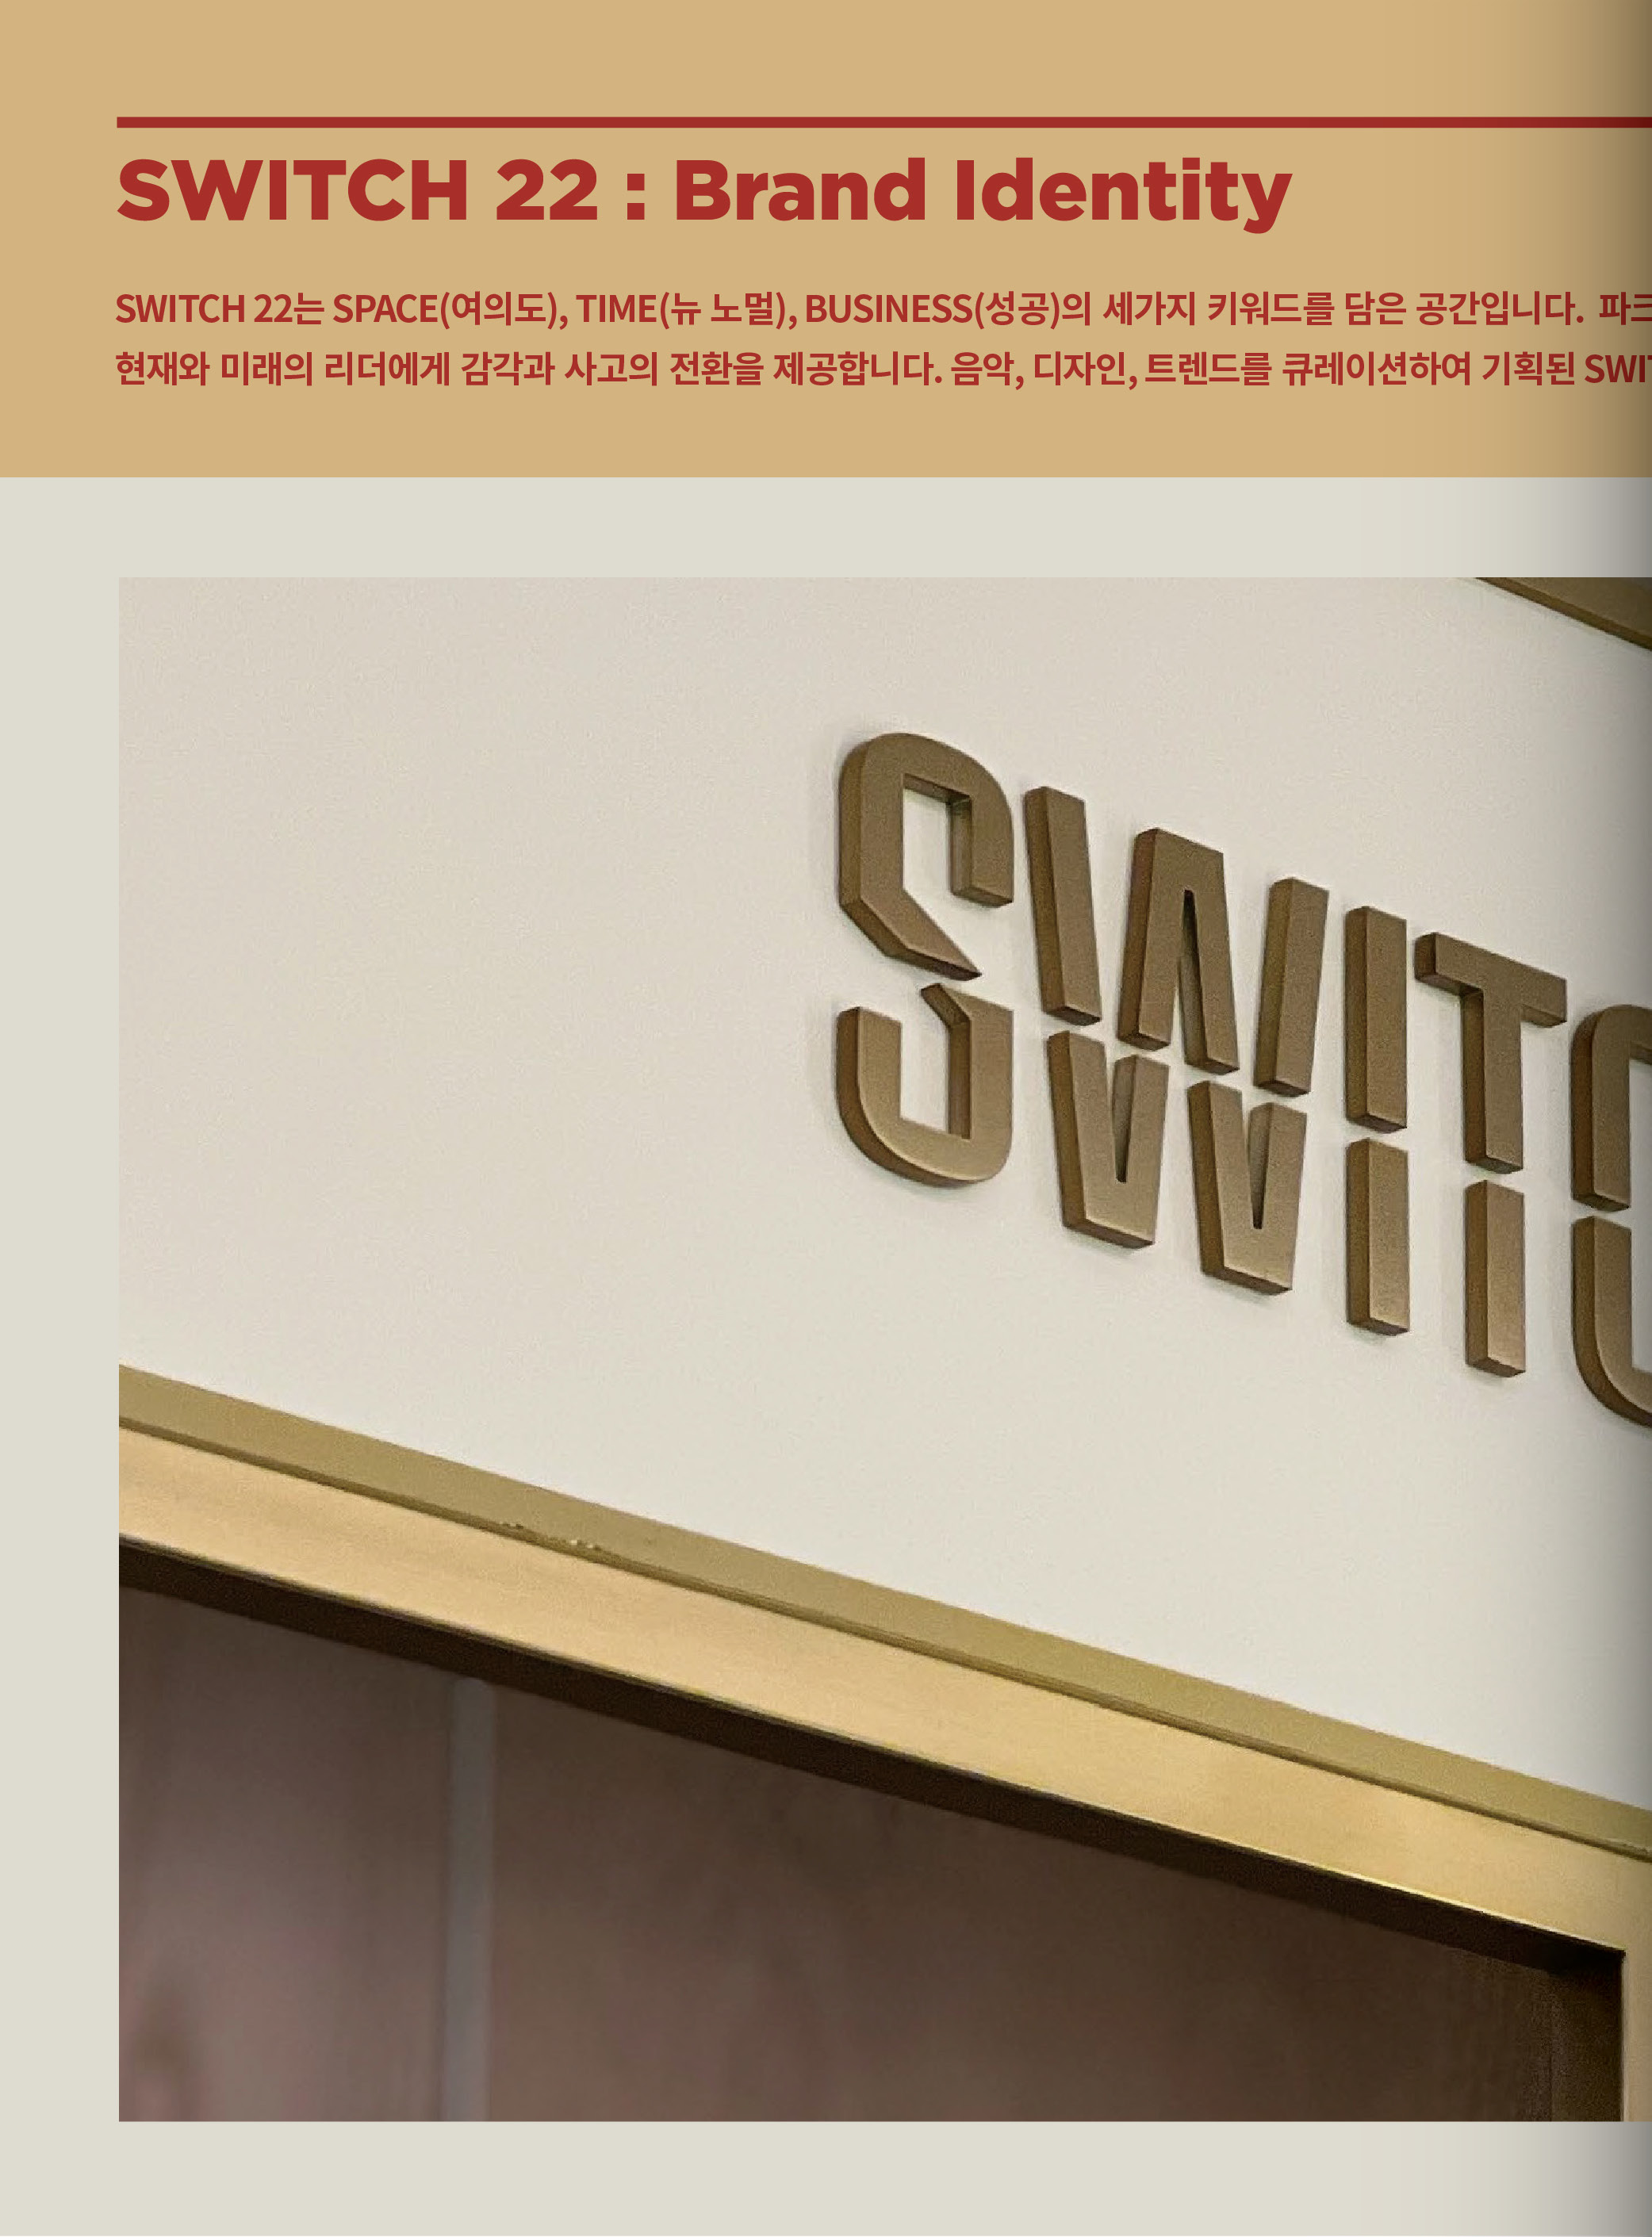 SWITCH 22 : Brand Identity
SWITCH 22는 SPACE(여의도), TIME(뉴 노멀), BUSINESS(성공)의 세가지 키워드를 담은 공간입니다.
현재와 미래의 리더에게 감각과 사고의 전환을 제공합니다. 음악, 디자인, 트렌드를 큐레이션하여 기획된
SWITC